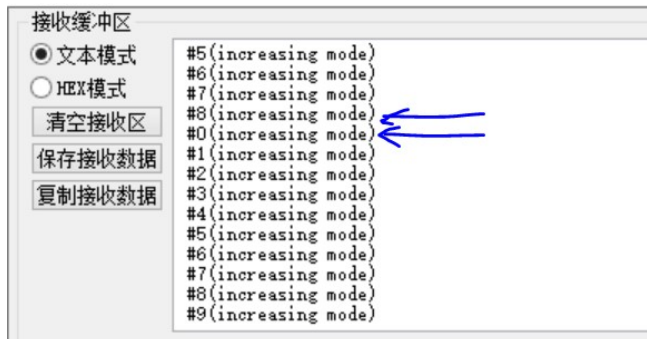 接收缓冲区
文本模式
HEX模式
清空接收区
保存接收数据
复制接收数据
#5(increasing mode)
#6(increasing mode)
#7(increasing mode)
#8(increasing mode)
#0(increasing mode)
#1(increasing mode)
#2(increasing mode)
#3(increasing mode)
#4(increasing mode)
#5(increasing mode)
#6(increasing mode)
#7(increasing mode)
#8(increasing mode)
#9(increasing mode)